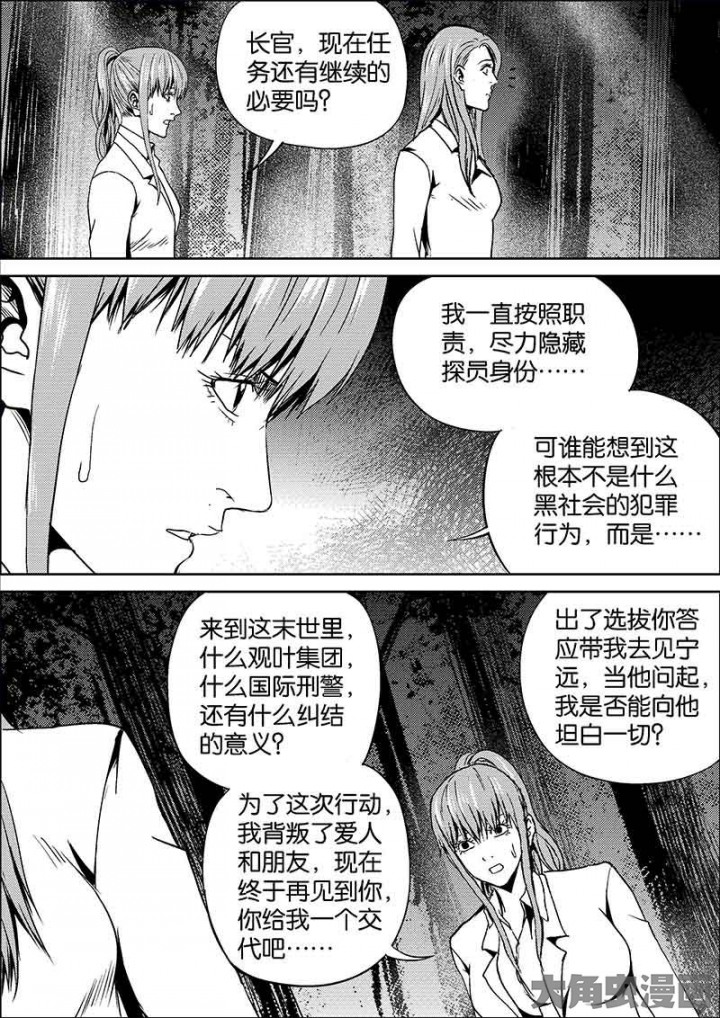 长官，现在任
务还有继续的
必要吗？
我一直按照职
责，尽力隐藏
探员身份……
可谁能想到这
根本不是什么
黑社会的犯罪
行为，而是……
来到这末世里，
什么观叶集团，
什么国际刑警，
还有什么纠结
的意义？
为了这次行动，
我背叛了爱人
和朋友，现在
终于再见到你，
你给我一个交
代吧……
出了选拔你答
应带我去见宁
远，当他问起，
我是否能向他
坦白一切？
大角虫漫画